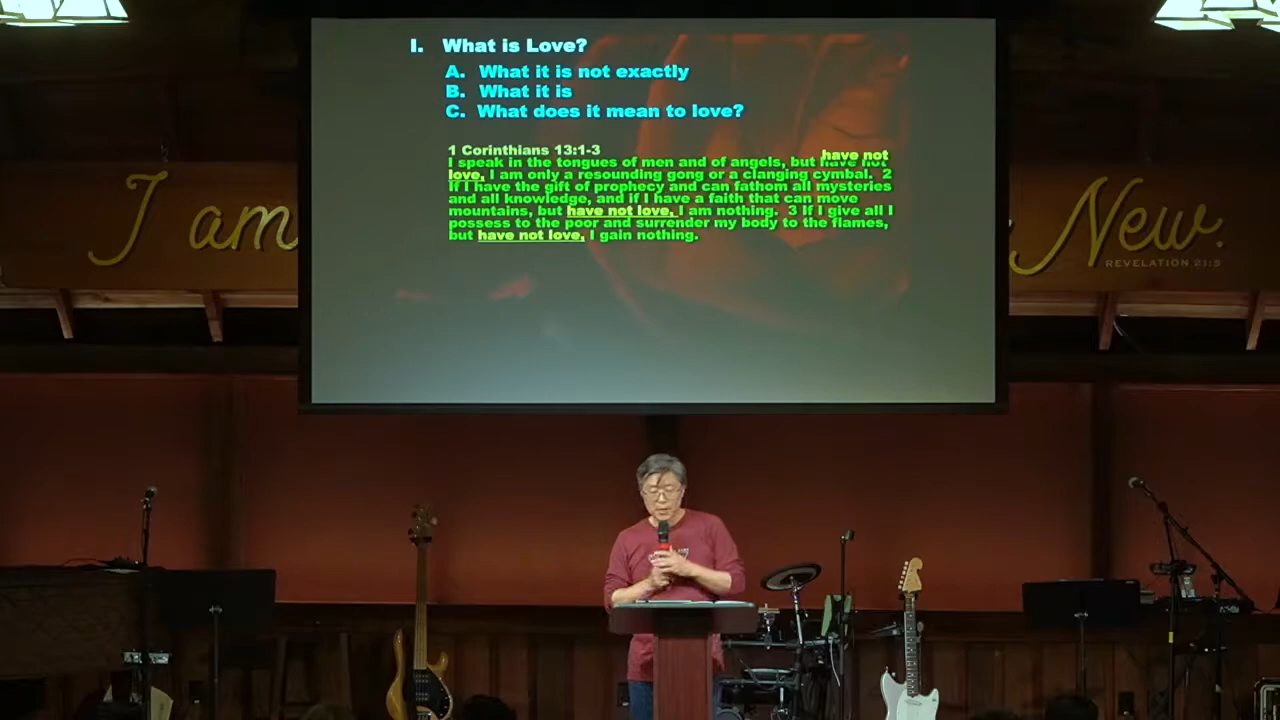 I. What is Love?
A. What it is not exactly
B. What it is
C. What does it mean to love?
1 Corinthians 13:1-3
I speak in the tongues of men and of angels, but have not
love, I am only a resounding gong or a clanging cymbal. 2
If I have the gift of prophecy and can fathom all mysteries
and all knowledge, and if I have a faith that can move
mountains, but have not love, I am nothing. 3 If I give all I
possess to the poor and surrender my body to the flames,
but have not love, I gain nothing.
I am
New.
REVELATION 21:5